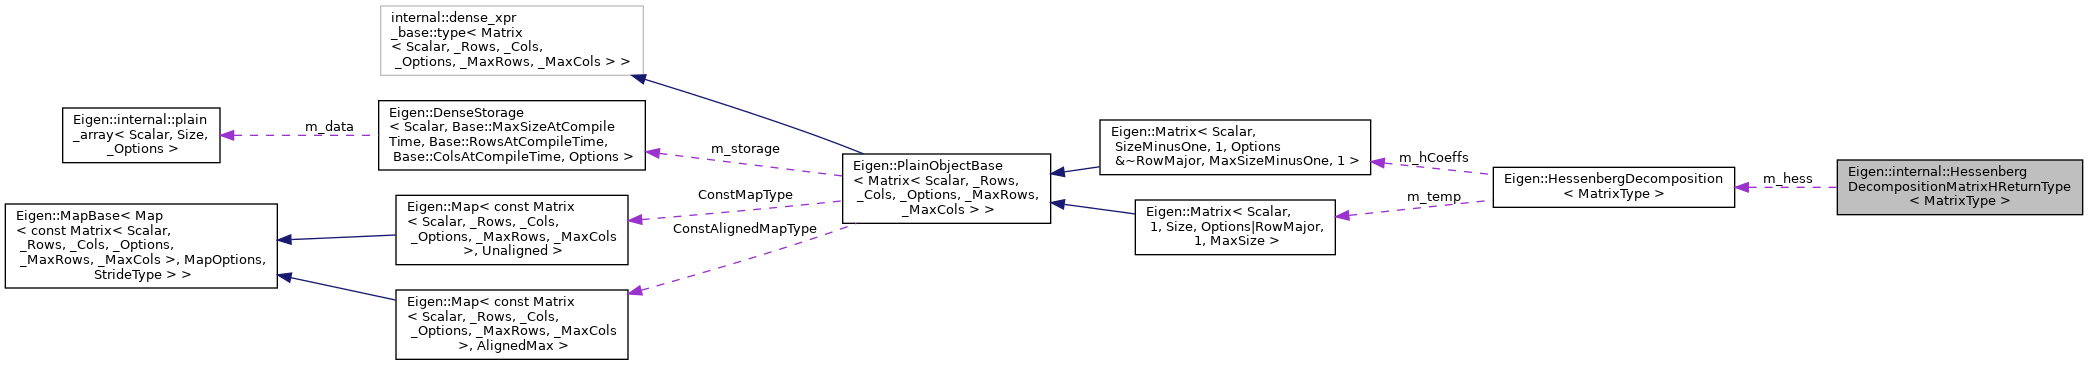 internal::dense_xpr
_base::type< Matrix
< Scalar, _Rows, _Cols,
_Options, _MaxRows, _MaxCols > >
Eigen::internal::plain
_array< Scalar, Size,
_Options >
m_data
Eigen::DenseStorage
< Scalar, Base::MaxSizeAtCompile
Time, Base::RowsAtCompileTime,
Base::ColsAtCompileTime, Options >
m_storage
ConstMapType
ConstAlignedMapType
Eigen::MapBase< Map
< const Matrix< Scalar,
_Rows, _Cols, _Options,
_MaxRows, _MaxCols >, MapOptions,
StrideType > >
Eigen::Map< const Matrix
< Scalar, _Rows, _Cols,
_Options, _MaxRows, _MaxCols
>, Unaligned >
Eigen::Map< const Matrix
< Scalar, _Rows, _Cols,
_Options, _MaxRows, _MaxCols
>, AlignedMax >
Eigen::PlainObjectBase
< Matrix< Scalar, _Rows,
_Cols, _Options, _MaxRows,
_MaxCols > >
Eigen::Matrix< Scalar,
SizeMinusOne, 1, Options
&~RowMajor, MaxSizeMinusOne, 1 >
Eigen::Matrix< Scalar,
1, Size, Options|RowMajor,
1, MaxSize >
m_hCoeffs
m_temp
Eigen::HessenbergDecomposition
< MatrixType >
m_hess
Eigen::internal::Hessenberg
DecompositionMatrixHReturnType
< MatrixType >